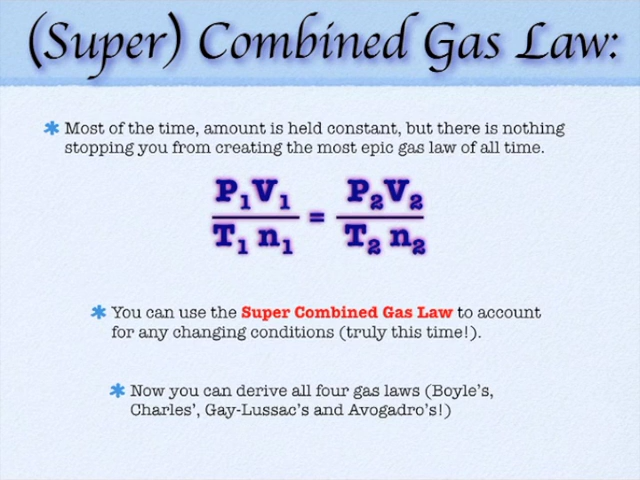 (Super) Combined Gas Law:
Most of the time, amount is held constant, but there is nothing
stopping you from creating the most epic gas law of all time.
P₁V₁ / T₁ n₁ = P₂V₂ / T₂ n₂
You can use the Super Combined Gas Law to account
for any changing conditions (truly this time!).
Now you can derive all four gas laws (Boyle's,
Charles', Gay-Lussac's and Avogadro's!)